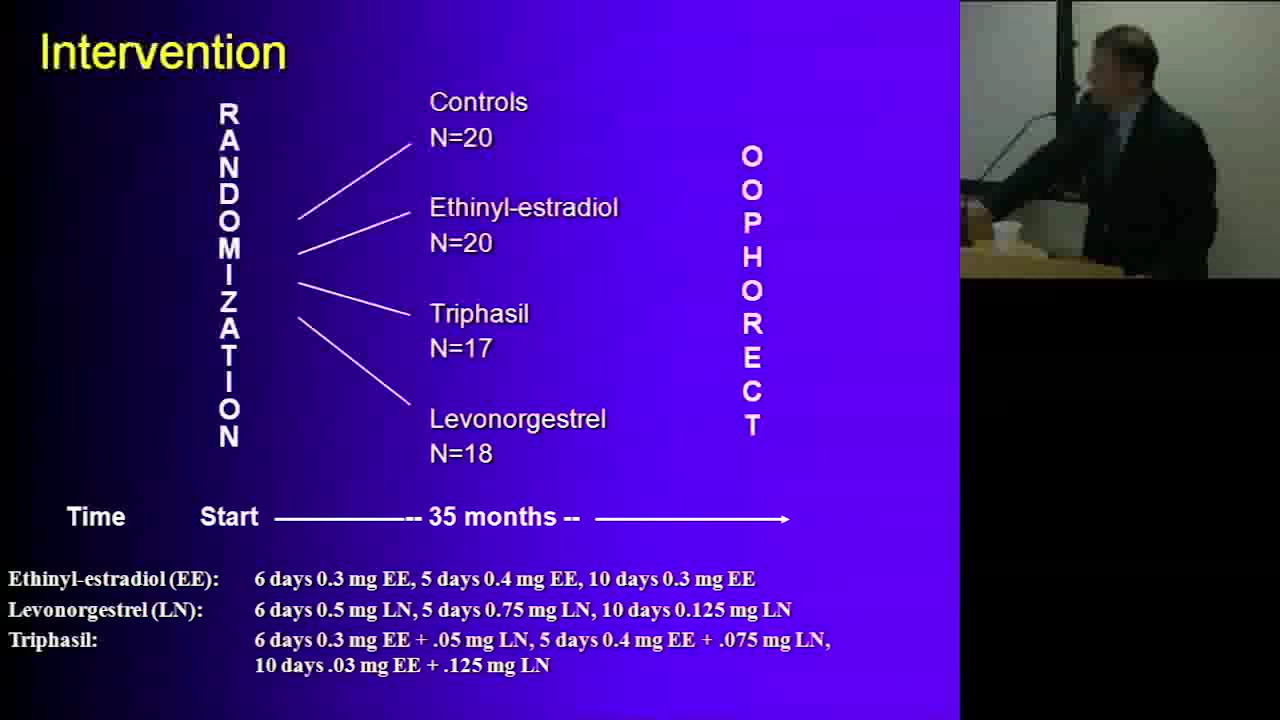 Intervention
RANDOMIZATION
Controls
N=20
Ethinyl-estradiol
N=20
Triphasil
N=17
Levonorgestrel
N=18
OOPHORECT
Time Start -- 35 months --
Ethinyl-estradiol (EE): 6 days 0.3 mg EE, 5 days 0.4 mg EE, 10 days 0.3 mg EE
Levonorgestrel (LN): 6 days 0.5 mg LN, 5 days 0.75 mg LN, 10 days 0.125 mg LN
Triphasil: 6 days 0.3 mg EE + .05 mg LN, 5 days 0.4 mg EE + .075 mg LN,
10 days .03 mg EE + .125 mg LN